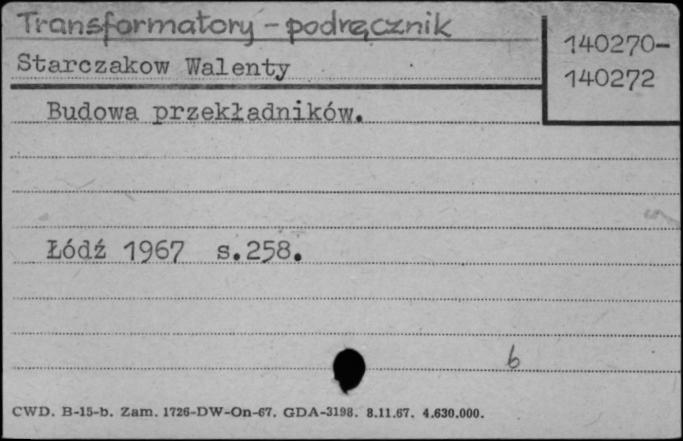 Transformatory - podręcznik
140270-
140272
Starczakow Walenty
Budowa przekładników.
Łódź 1967 s.258.
b
CWD. B-15-b. Zam. 1726-DW-On-67. GDA-3198. 8.11.67. 4.630.000.